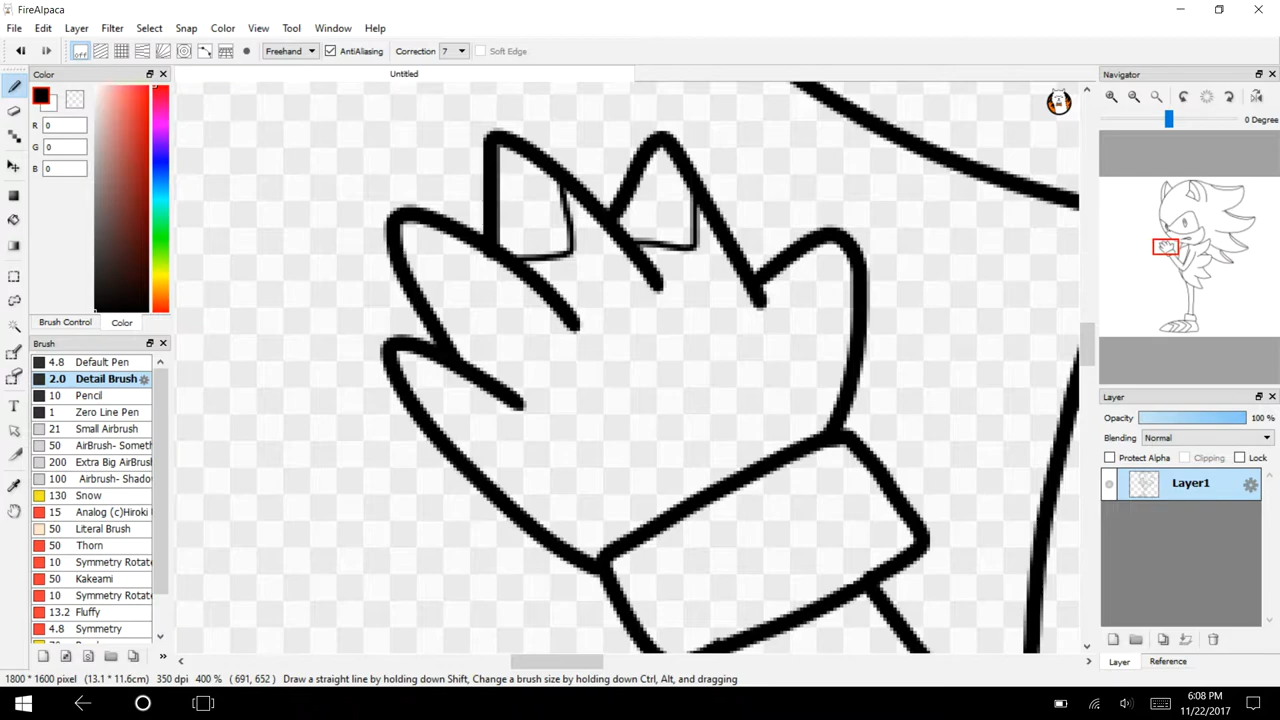 FireAlpaca
File Edit Layer Filter Select Snap Color View Tool Window Help
off Freehand AntiAliasing Correction 7 Soft Edge
Color
Untitled
Navigator
R 0
G 0
B 0
0 Degree
Brush Control Color
Brush
4.8 Default Pen
2.0 Detail Brush
10 Pencil
1 Zero Line Pen
21 Small Airbrush
50 AirBrush- Someth
200 Extra Big AirBrus
100 Airbrush- Shado
130 Snow
15 Analog (c)Hiroki
50 Literal Brush
50 Thorn
10 Symmetry Rotate
50 Kakeami
10 Symmetry Rotate
13.2 Fluffy
4.8 Symmetry
Layer
Opacity 100 %
Blending Normal
Protect Alpha Clipping Lock
Layer1
Layer Reference
1800 * 1600 pixel (13.1 * 11.6cm) 350 dpi 400 % ( 691, 652 ) Draw a straight line by holding down Shift, Change a brush size by holding down Ctrl, Alt, and dragging
6:08 PM
11/22/2017